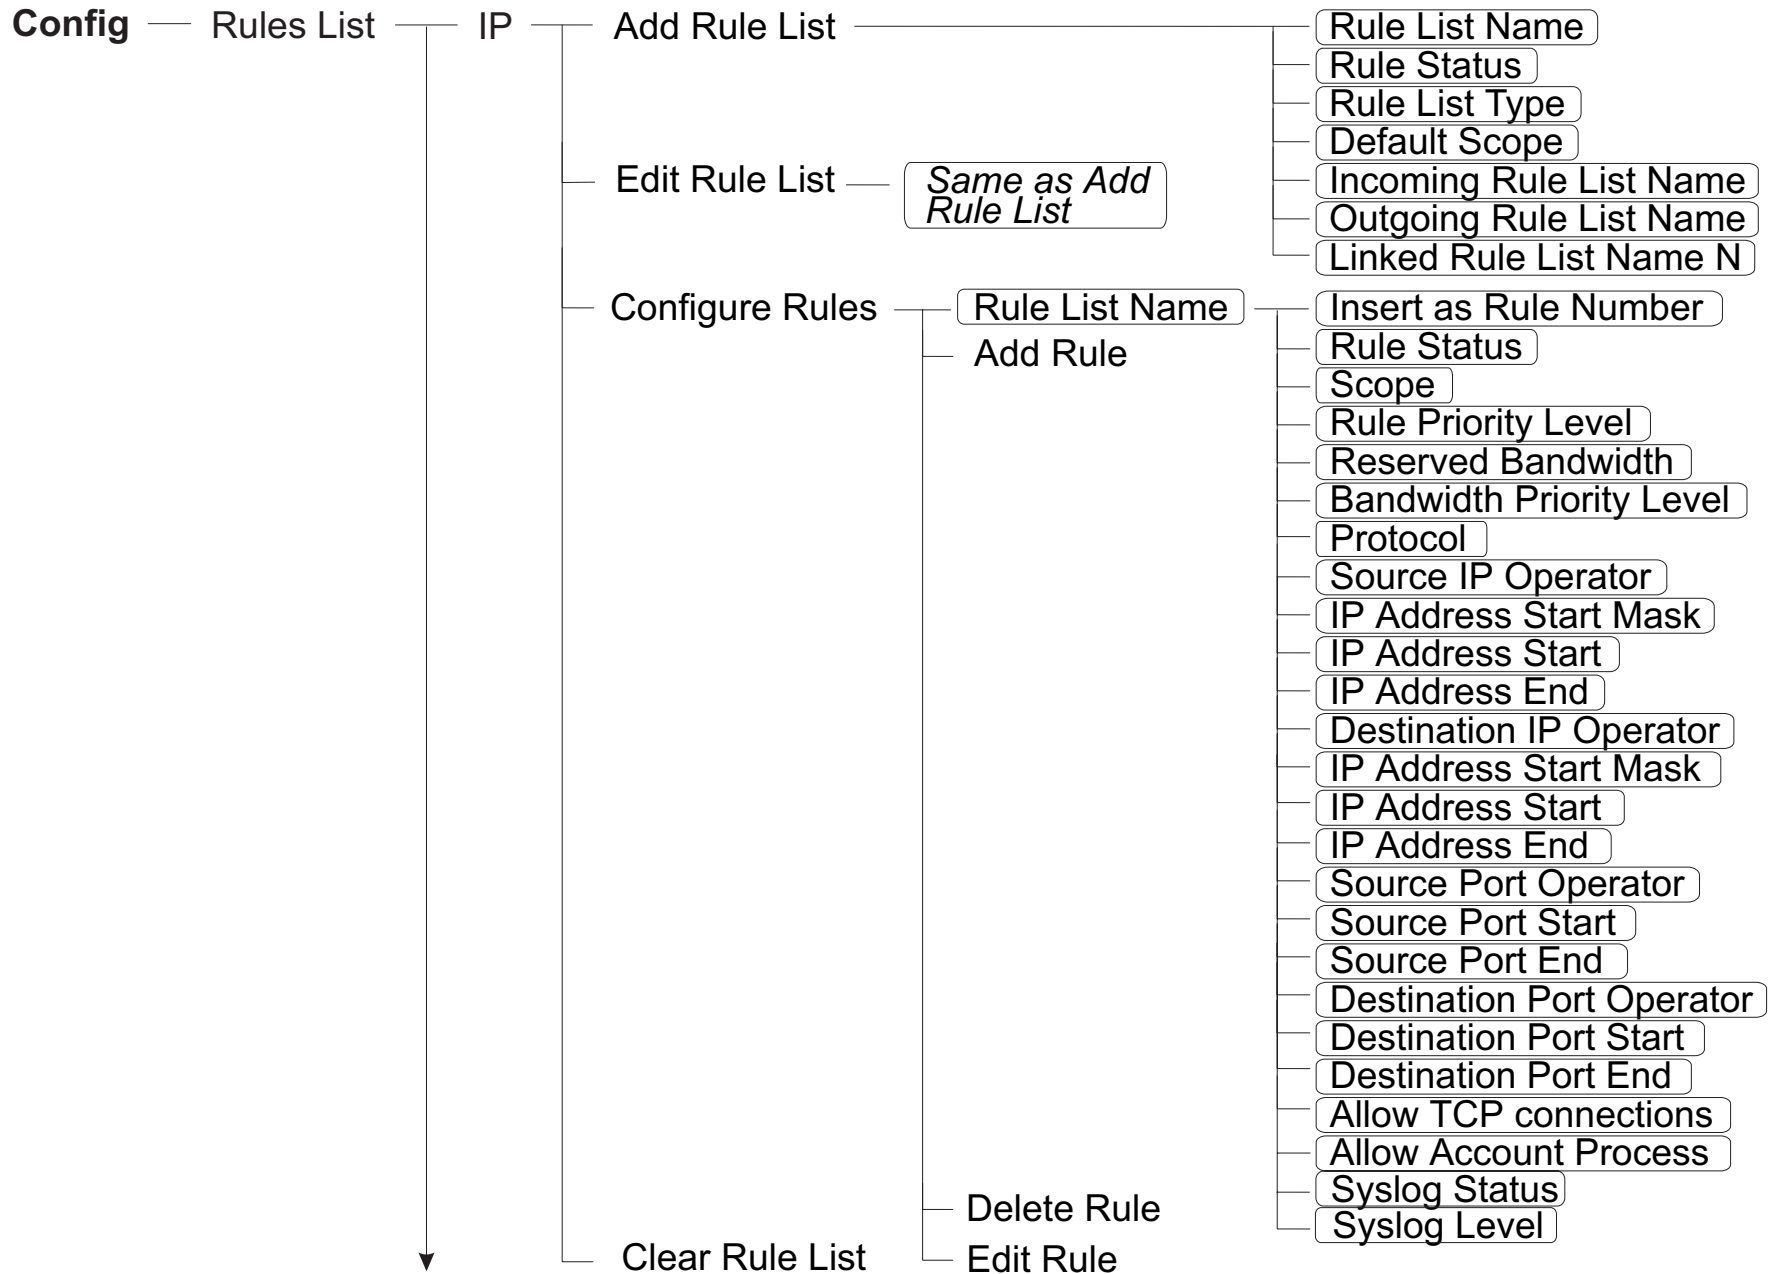 Config
Rules List
IP
Add Rule List
Rule List Name
Rule Status
Rule List Type
Default Scope
Incoming Rule List Name
Outgoing Rule List Name
Linked Rule List Name N
Edit Rule List
Same as Add
Rule List
Configure Rules
Rule List Name
Add Rule
Insert as Rule Number
Rule Status
Scope
Rule Priority Level
Reserved Bandwidth
Bandwidth Priority Level
Protocol
Source IP Operator
IP Address Start Mask
IP Address Start
IP Address End
Destination IP Operator
IP Address Start Mask
IP Address Start
IP Address End
Source Port Operator
Source Port Start
Source Port End
Destination Port Operator
Destination Port Start
Destination Port End
Allow TCP connections
Allow Account Process
Syslog Status
Syslog Level
Delete Rule
Edit Rule
Clear Rule List